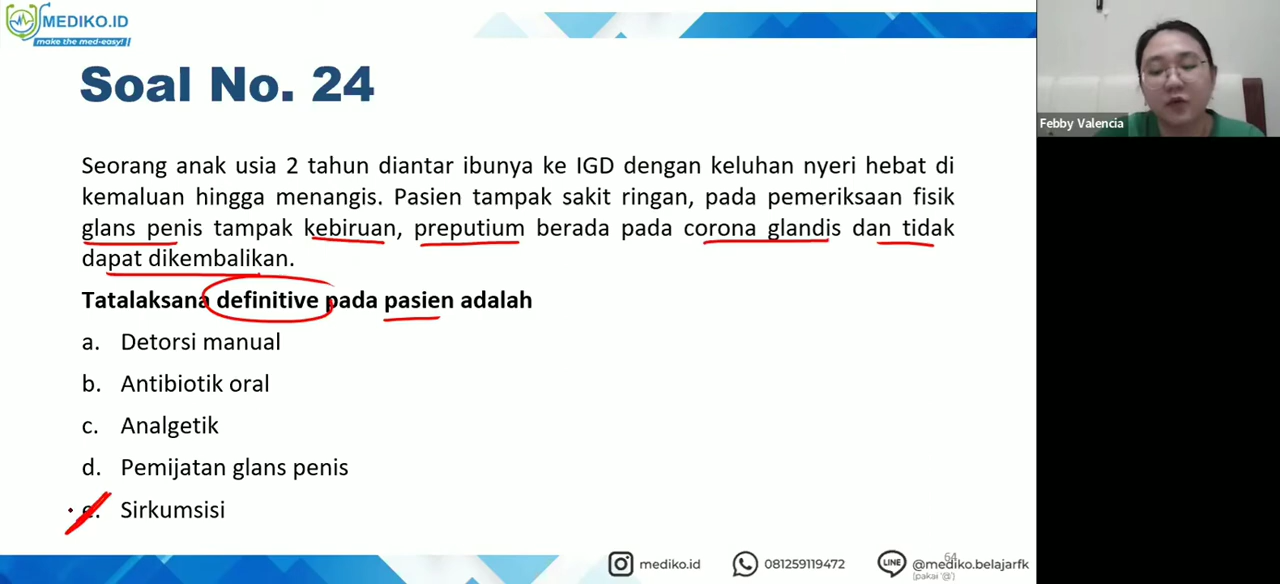 MEDIKO.ID
make the med-easy!
Soal No. 24
Febby Valencia
Seorang anak usia 2 tahun diantar ibunya ke IGD dengan keluhan nyeri hebat di
kemaluan hingga menangis. Pasien tampak sakit ringan, pada pemeriksaan fisik
glans penis tampak kebiruan, preputium berada pada corona glandis dan tidak
dapat dikembalikan.
Tatalaksana definitive pada pasien adalah
a. Detorsi manual
b. Antibiotik oral
c. Analgetik
d. Pemijatan glans penis
e. Sirkumsisi
mediko.id
081259119472
LINE
@mediko.belajarfk
(pakai '@')
64